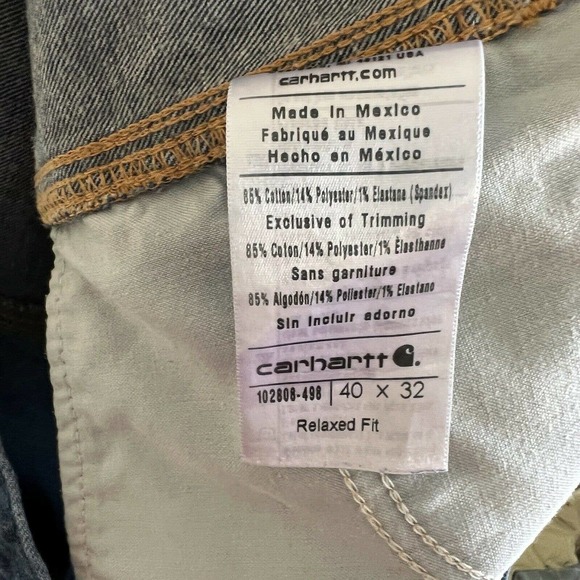 USA
carhartt.com
Made in Mexico
Fabriqué au Mexique
Hecho en México
85% Cotton/14% Polyester/1% Elastane (Spandex)
Exclusive of Trimming
85% Coton/14% Polyester/1% Élasthanne
Sans garniture
85% Algodón/14% Poliester/1% Elastano
Sin incluir adorno
carhartt
102808-498 | 40 x 32
Relaxed Fit